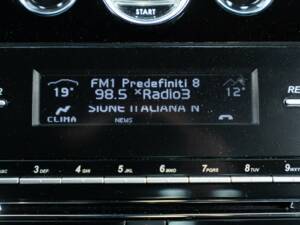 START
FM1 Predefiniti 8
19° 98.5 *Radio3 12°
SIONE ITALIANA N
CLIMA NEWS
RE
3 DEF 4 GHI 5 JKL 6 MNO 7 PQRS 8 TUV 9 WXYZ
L